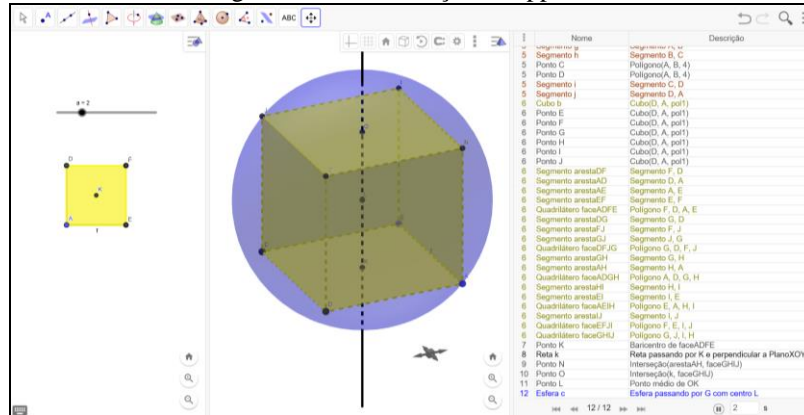 ABC
Nome
Descrição
5 Segmento h Segmento B, C
5 Ponto C Polígono(A, B, 4)
5 Ponto D Polígono(A, B, 4)
5 Segmento i Segmento C, D
5 Segmento j Segmento D, A
6 Cubo b Cubo(D, A, pol1)
6 Ponto E Cubo(D, A, pol1)
6 Ponto F Cubo(D, A, pol1)
6 Ponto G Cubo(D, A, pol1)
6 Ponto H Cubo(D, A, pol1)
6 Ponto I Cubo(D, A, pol1)
6 Ponto J Cubo(D, A, pol1)
6 Segmento arestaDF Segmento F, D
6 Segmento arestaAD Segmento D, A
6 Segmento arestaAE Segmento A, E
6 Segmento arestaEF Segmento E, F
6 Quadrilátero faceADFE Polígono F, D, A, E
6 Segmento arestaDG Segmento G, D
6 Segmento arestaFJ Segmento F, J
6 Segmento arestaGJ Segmento J, G
6 Quadrilátero faceDFJG Polígono G, D, F, J
6 Segmento arestaGH Segmento G, H
6 Segmento arestaAH Segmento H, A
6 Quadrilátero faceADGH Polígono A, D, G, H
6 Segmento arestaHI Segmento H, I
6 Segmento arestaEI Segmento I, E
6 Quadrilátero faceAEIH Polígono E, A, H, I
6 Segmento arestaIJ Segmento I, J
6 Quadrilátero faceEFJI Polígono F, E, I, J
6 Quadrilátero faceGHIJ Polígono G, J, I, H
7 Ponto K Baricentro de faceADFE
8 Reta k Reta passando por K e perpendicular a PlanoXOY
9 Ponto N Interseção(arestaAH, faceGHIJ)
10 Ponto O Interseção(k, faceGHIJ)
11 Ponto L Ponto médio de OK
12 Esfera c Esfera passando por G com centro L
12 / 12 2 s
a = 2
D F
K
A E
f